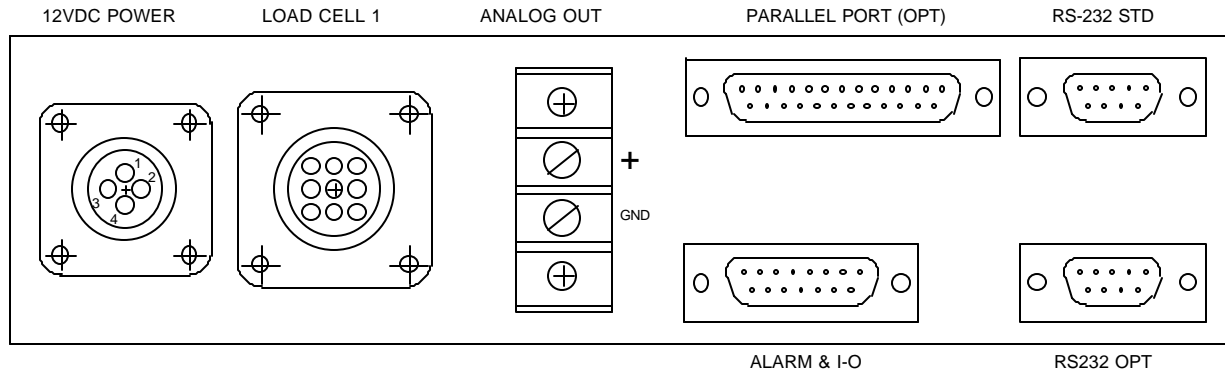 12VDC POWER
LOAD CELL 1
ANALOG OUT
PARALLEL PORT (OPT)
RS-232 STD
1
2
3
4
+
GND
ALARM & I-O
RS232 OPT